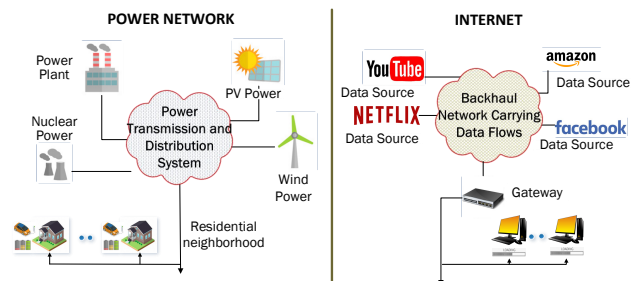 POWER NETWORK
Power
Plant
PV Power
Nuclear
Power
Power
Transmission and
Distribution
System
Wind
Power
Residential
neighborhood
INTERNET
YouTube
Data Source
amazon
Data Source
NETFLIX
Data Source
facebook
Data Source
Backhaul
Network Carrying
Data Flows
Gateway